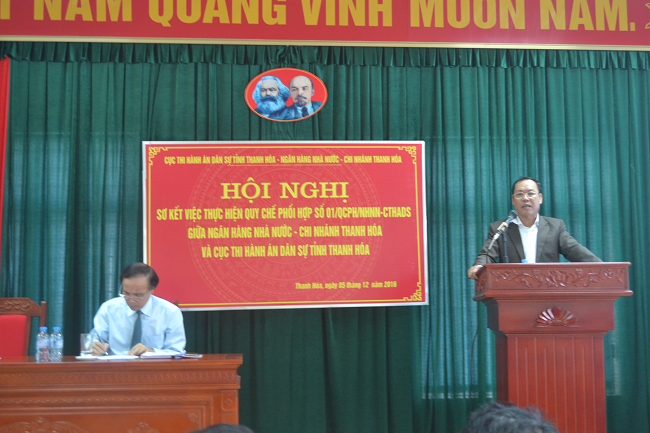 T NAM QUANG VINH MUÔN NĂM.
CỤC THI HÀNH ÁN DÂN SỰ TỈNH THANH HÓA - NGÂN HÀNG NHÀ NƯỚC - CHI NHÁNH THANH HÓA
HỘI NGHỊ
SƠ KẾT VIỆC THỰC HIỆN QUY CHẾ PHỐI HỢP SỐ 01/QCPH/NHNN-CTHADS
GIỮA NGÂN HÀNG NHÀ NƯỚC - CHI NHÁNH THANH HÓA
VÀ CỤC THI HÀNH ÁN DÂN SỰ TỈNH THANH HÓA
Thanh Hóa, ngày 05 tháng 12 năm 2016